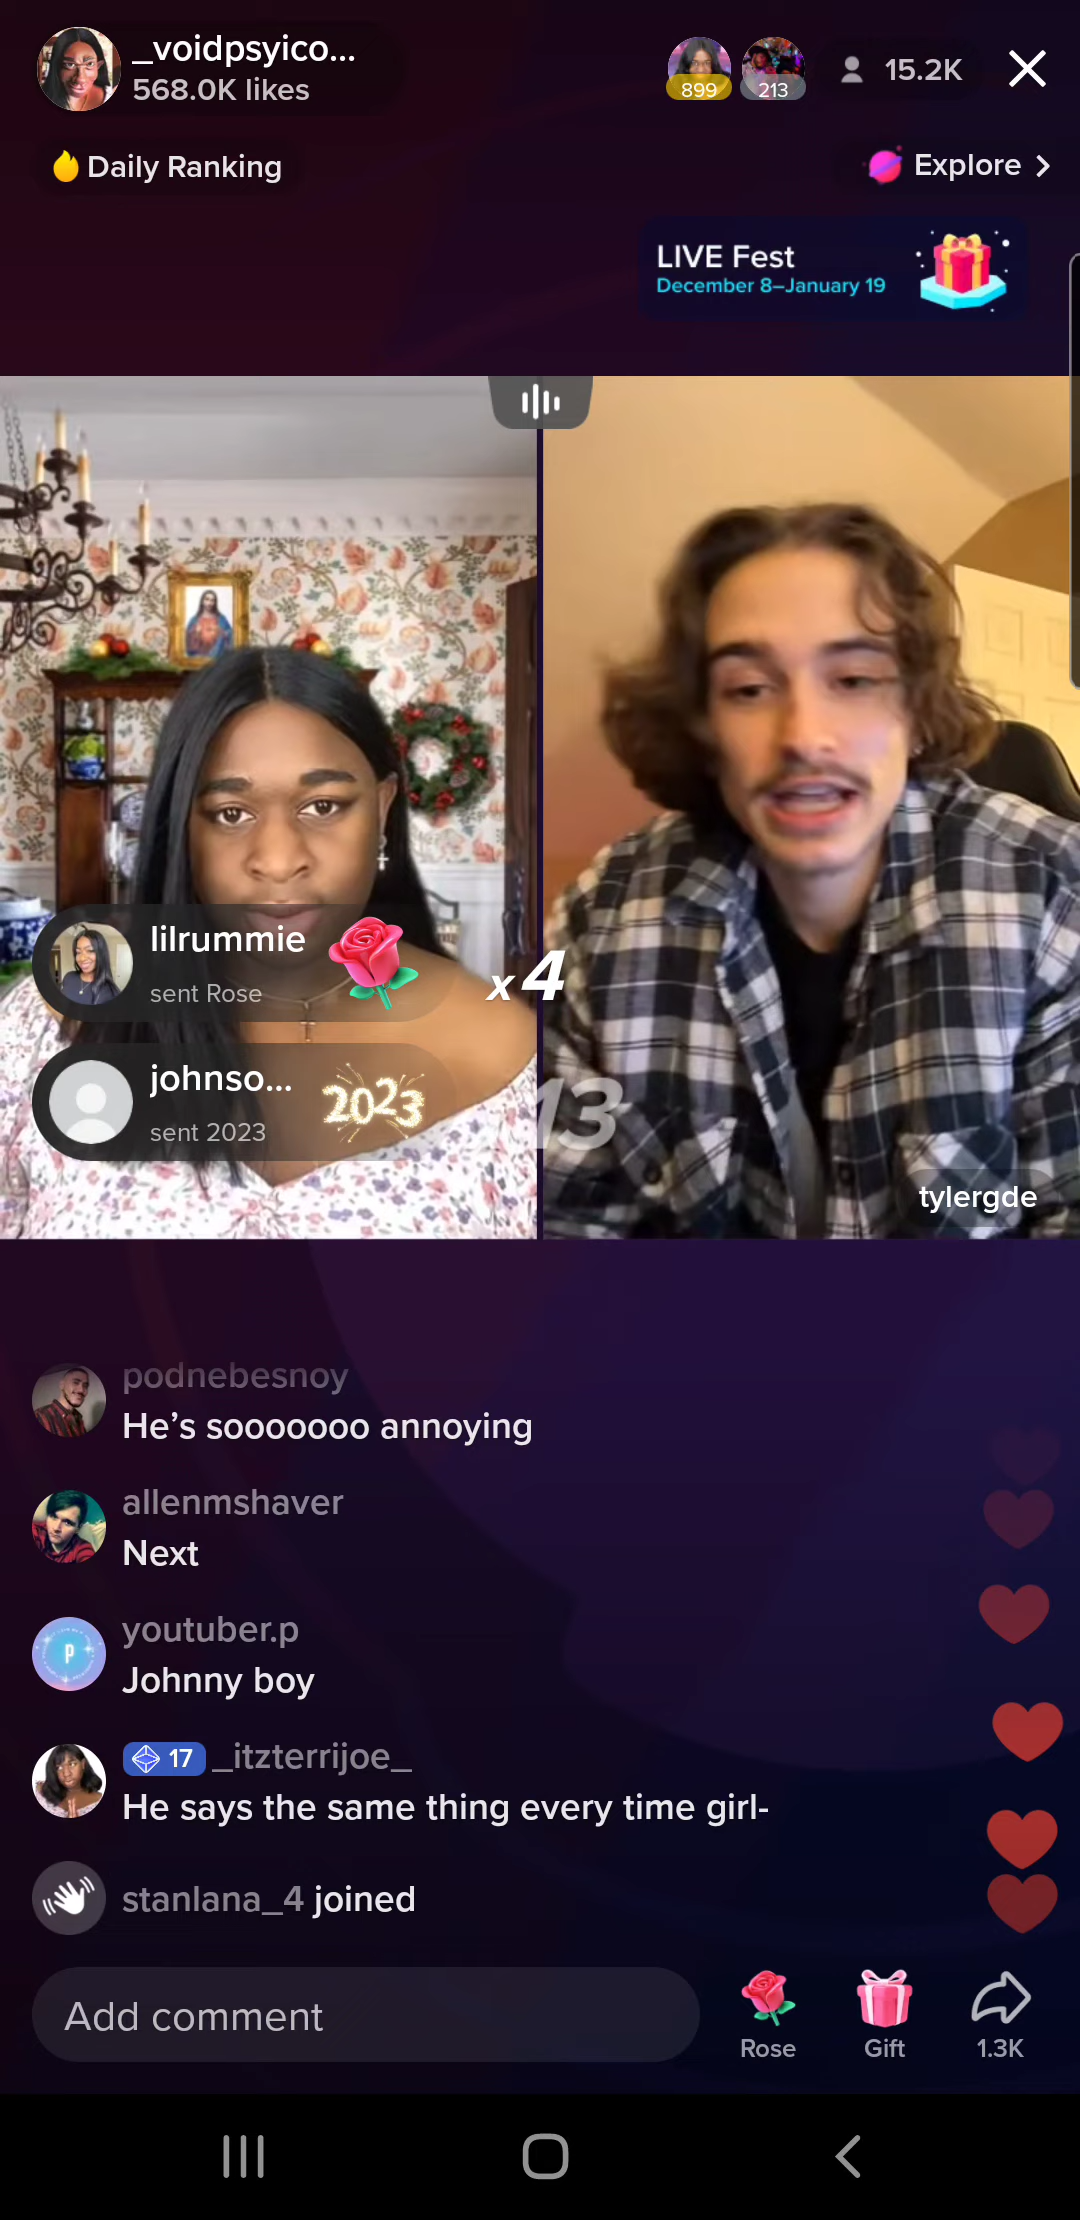 _voidpsyico...
568.0K likes
899
213
15.2K
Daily Ranking
Explore
LIVE Fest
December 8–January 19
lilrummie
sent Rose
x4
johnso...
sent 2023
2023
13
tylergde
podnebesnoy
He's sooooooo annoying
allenmshaver
Next
youtuber.p
P
Johnny boy
17 _itzterrijoe_
He says the same thing every time girl-
stanlana_4 joined
Add comment
Rose
Gift
1.3K